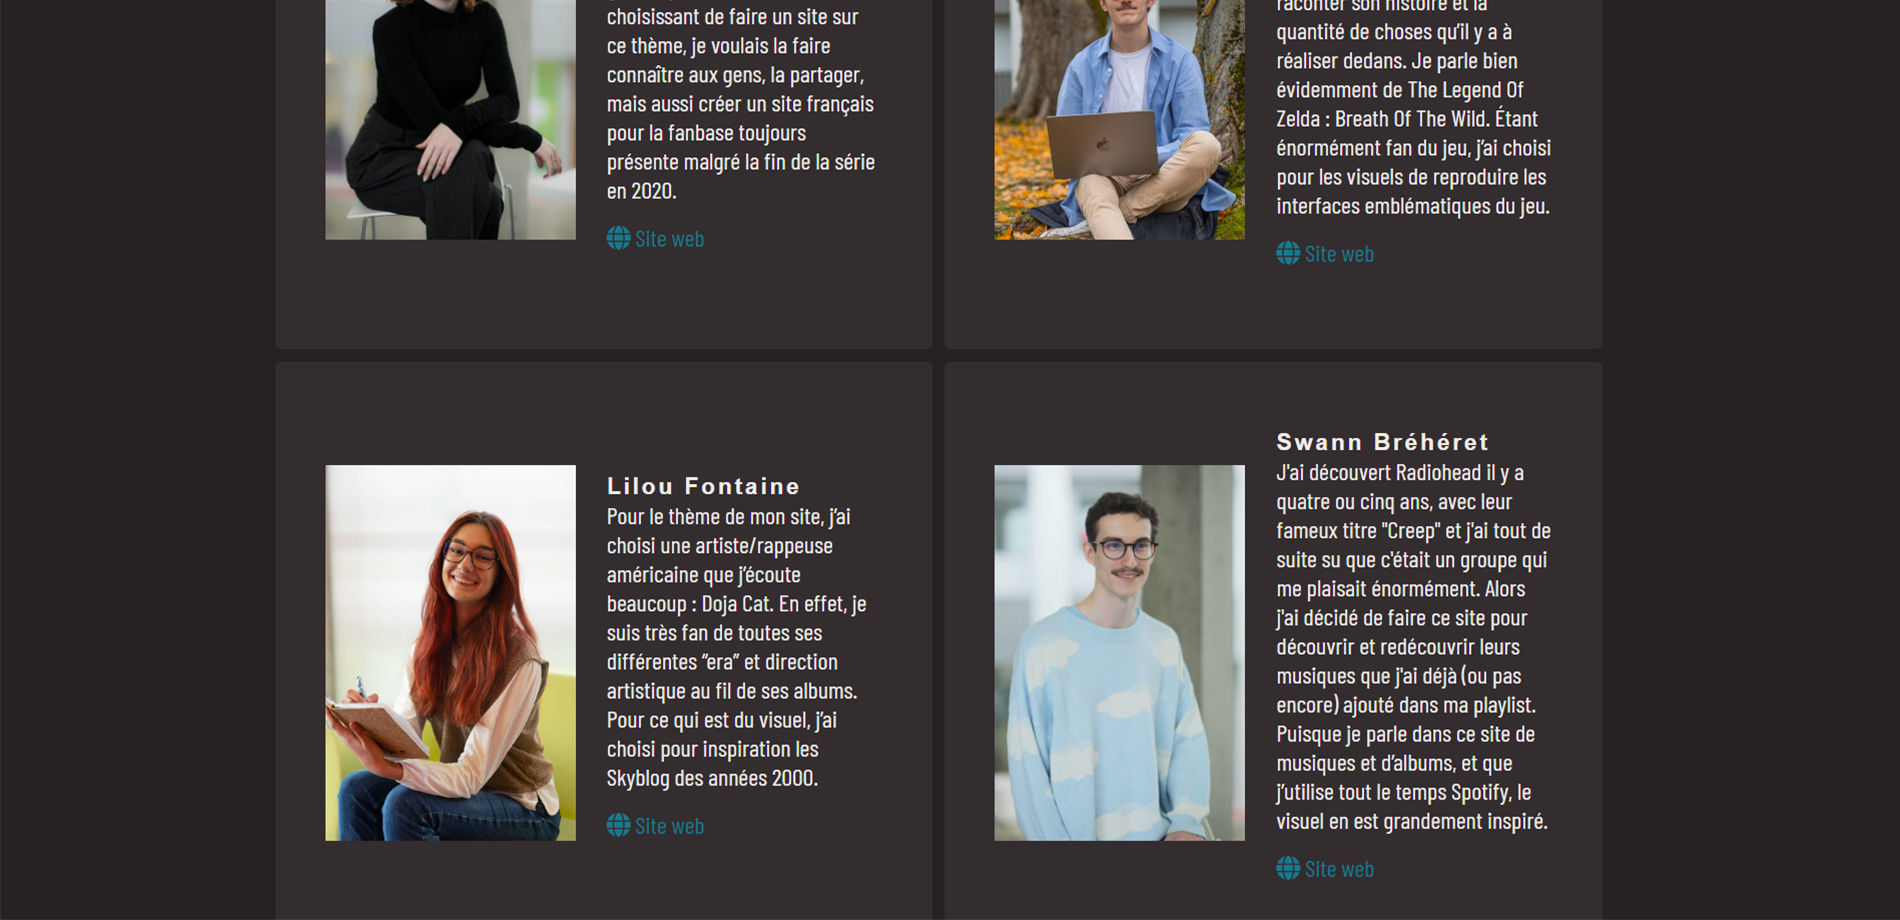 choisissant de faire un site sur
ce thème, je voulais la faire
connaître aux gens, la partager,
mais aussi créer un site français
pour la fanbase toujours
présente malgré la fin de la série
en 2020.
Site web
raconter son histoire et la
quantité de choses qu’il y a à
réaliser dedans. Je parle bien
évidemment de The Legend Of
Zelda : Breath Of The Wild. Étant
énormément fan du jeu, j’ai choisi
pour les visuels de reproduire les
interfaces emblématiques du jeu.
Site web
Lilou Fontaine
Pour le thème de mon site, j’ai
choisi une artiste/rappeuse
américaine que j’écoute
beaucoup : Doja Cat. En effet, je
suis très fan de toutes ses
différentes “era” et direction
artistique au fil de ses albums.
Pour ce qui est du visuel, j’ai
choisi pour inspiration les
Skyblog des années 2000.
Site web
Swann Bréhéret
J'ai découvert Radiohead il y a
quatre ou cinq ans, avec leur
fameux titre "Creep" et j'ai tout de
suite su que c'était un groupe qui
me plaisait énormément. Alors
j'ai décidé de faire ce site pour
découvrir et redécouvrir leurs
musiques que j'ai déjà (ou pas
encore) ajouté dans ma playlist.
Puisque je parle dans ce site de
musiques et d’albums, et que
j’utilise tout le temps Spotify, le
visuel en est grandement inspiré.
Site web